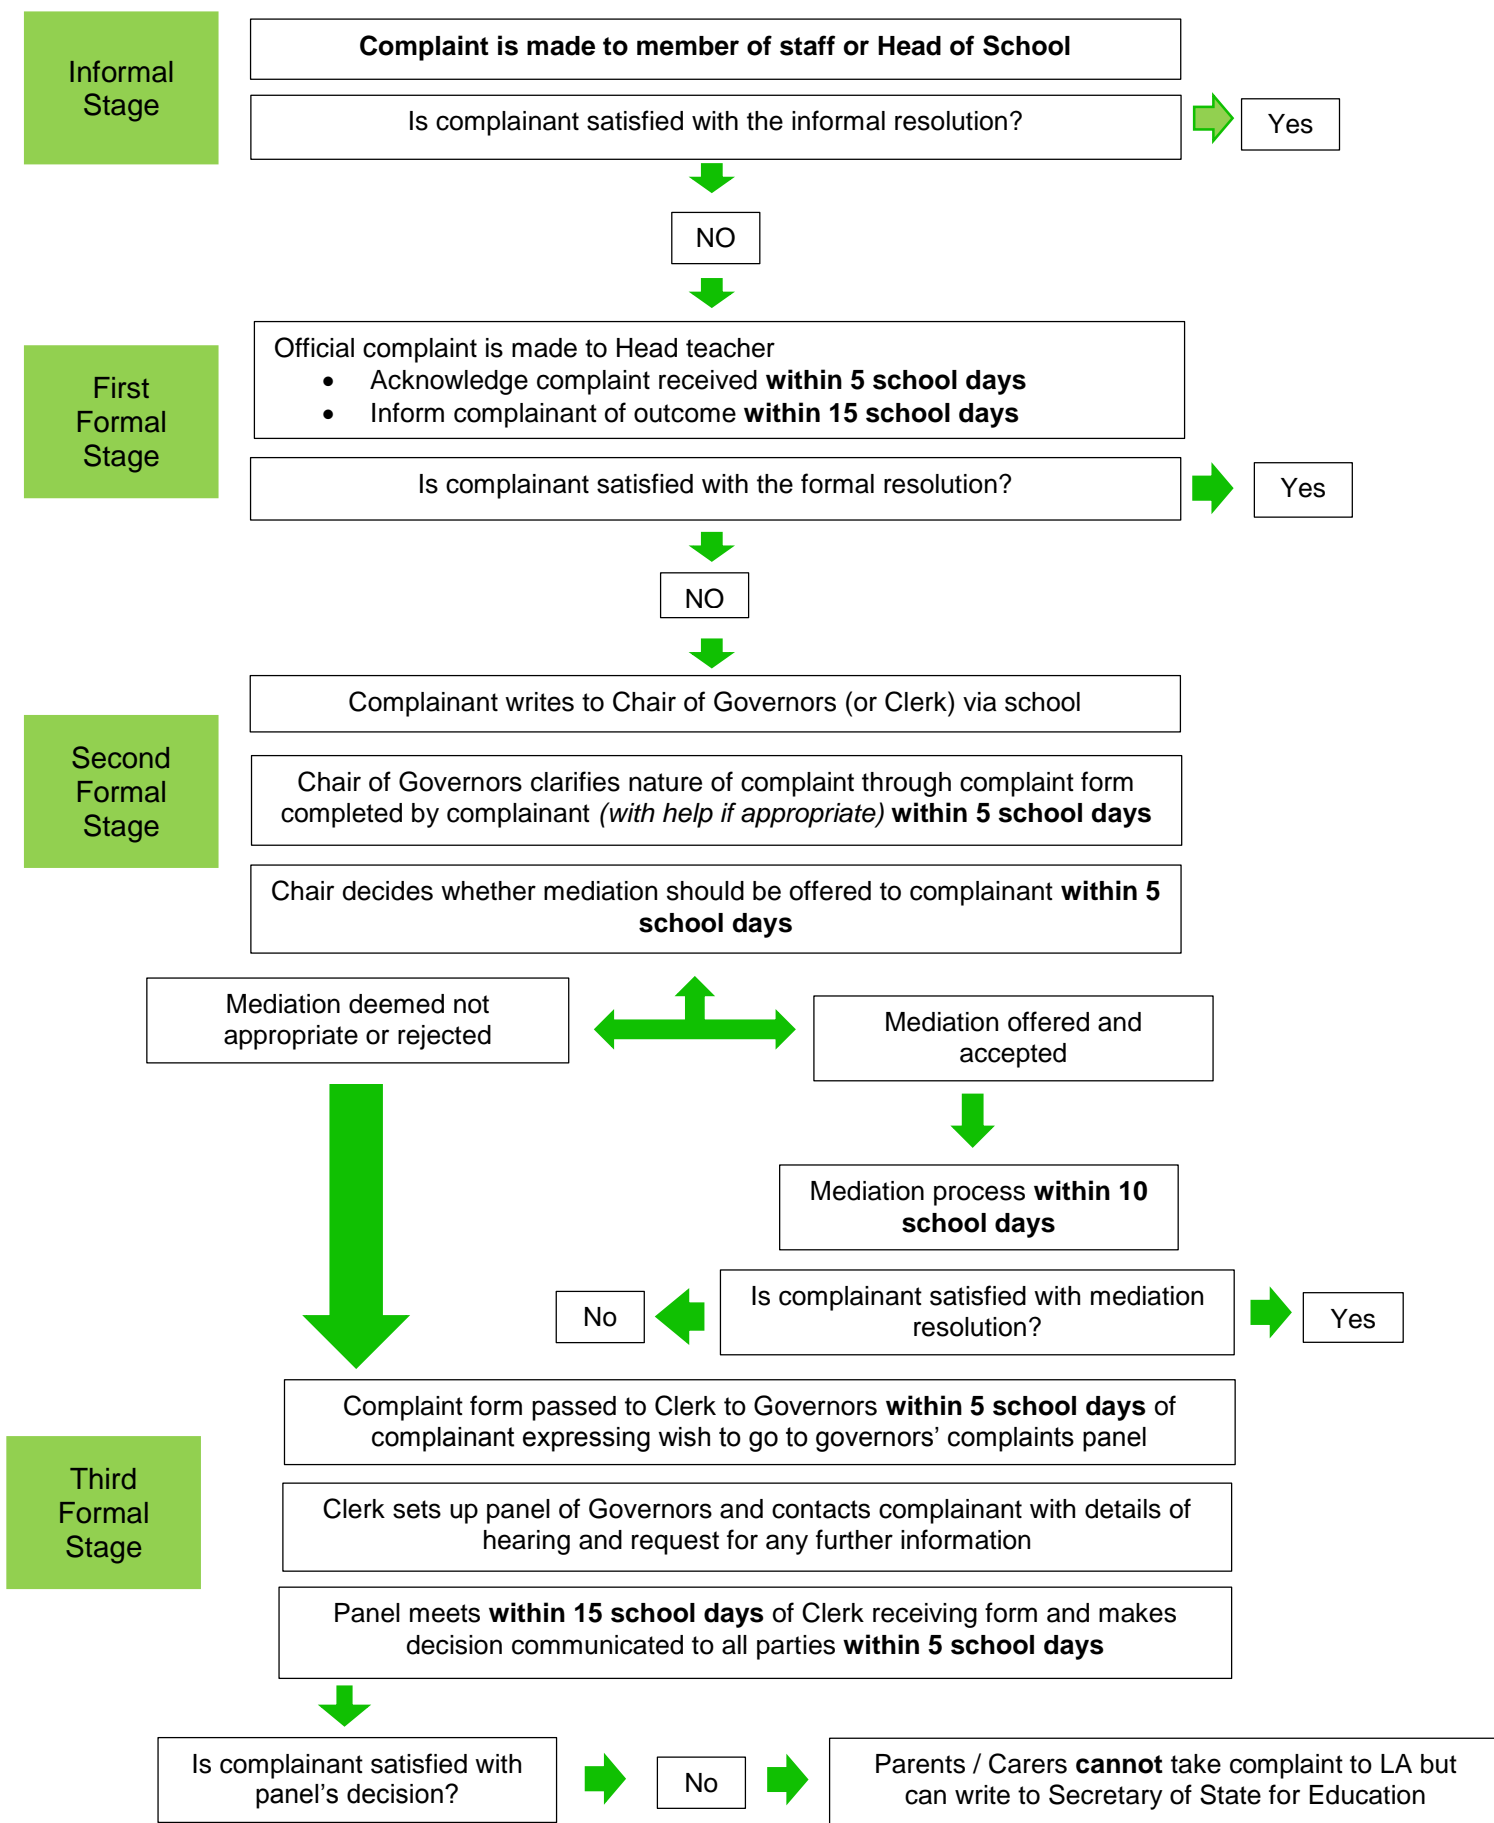 Informal
Stage
Complaint is made to member of staff or Head of School
Is complainant satisfied with the informal resolution?
Yes
NO
First
Formal
Stage
Official complaint is made to Head teacher
• Acknowledge complaint received within 5 school days
• Inform complainant of outcome within 15 school days
Is complainant satisfied with the formal resolution?
Yes
NO
Second
Formal
Stage
Complainant writes to Chair of Governors (or Clerk) via school
Chair of Governors clarifies nature of complaint through complaint form
completed by complainant (with help if appropriate) within 5 school days
Chair decides whether mediation should be offered to complainant within 5
school days
Mediation deemed not
appropriate or rejected
Mediation offered and
accepted
Mediation process within 10
school days
Is complainant satisfied with mediation
resolution?
No
Yes
Third
Formal
Stage
Complaint form passed to Clerk to Governors within 5 school days of
complainant expressing wish to go to governors’ complaints panel
Clerk sets up panel of Governors and contacts complainant with details of
hearing and request for any further information
Panel meets within 15 school days of Clerk receiving form and makes
decision communicated to all parties within 5 school days
Is complainant satisfied with
panel’s decision?
No
Parents / Carers cannot take complaint to LA but
can write to Secretary of State for Education